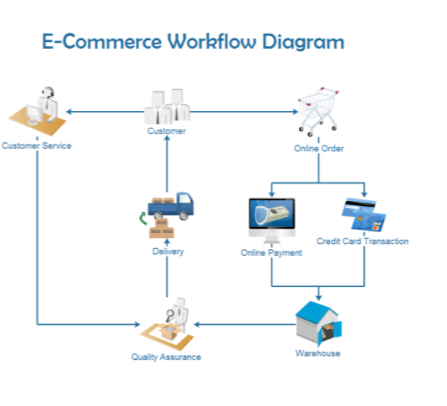 E-Commerce Workflow Diagram
Customer Service
Customer
Online Order
Delivery
Online Payment
Credit Card Transaction
Quality Assurance
Warehouse